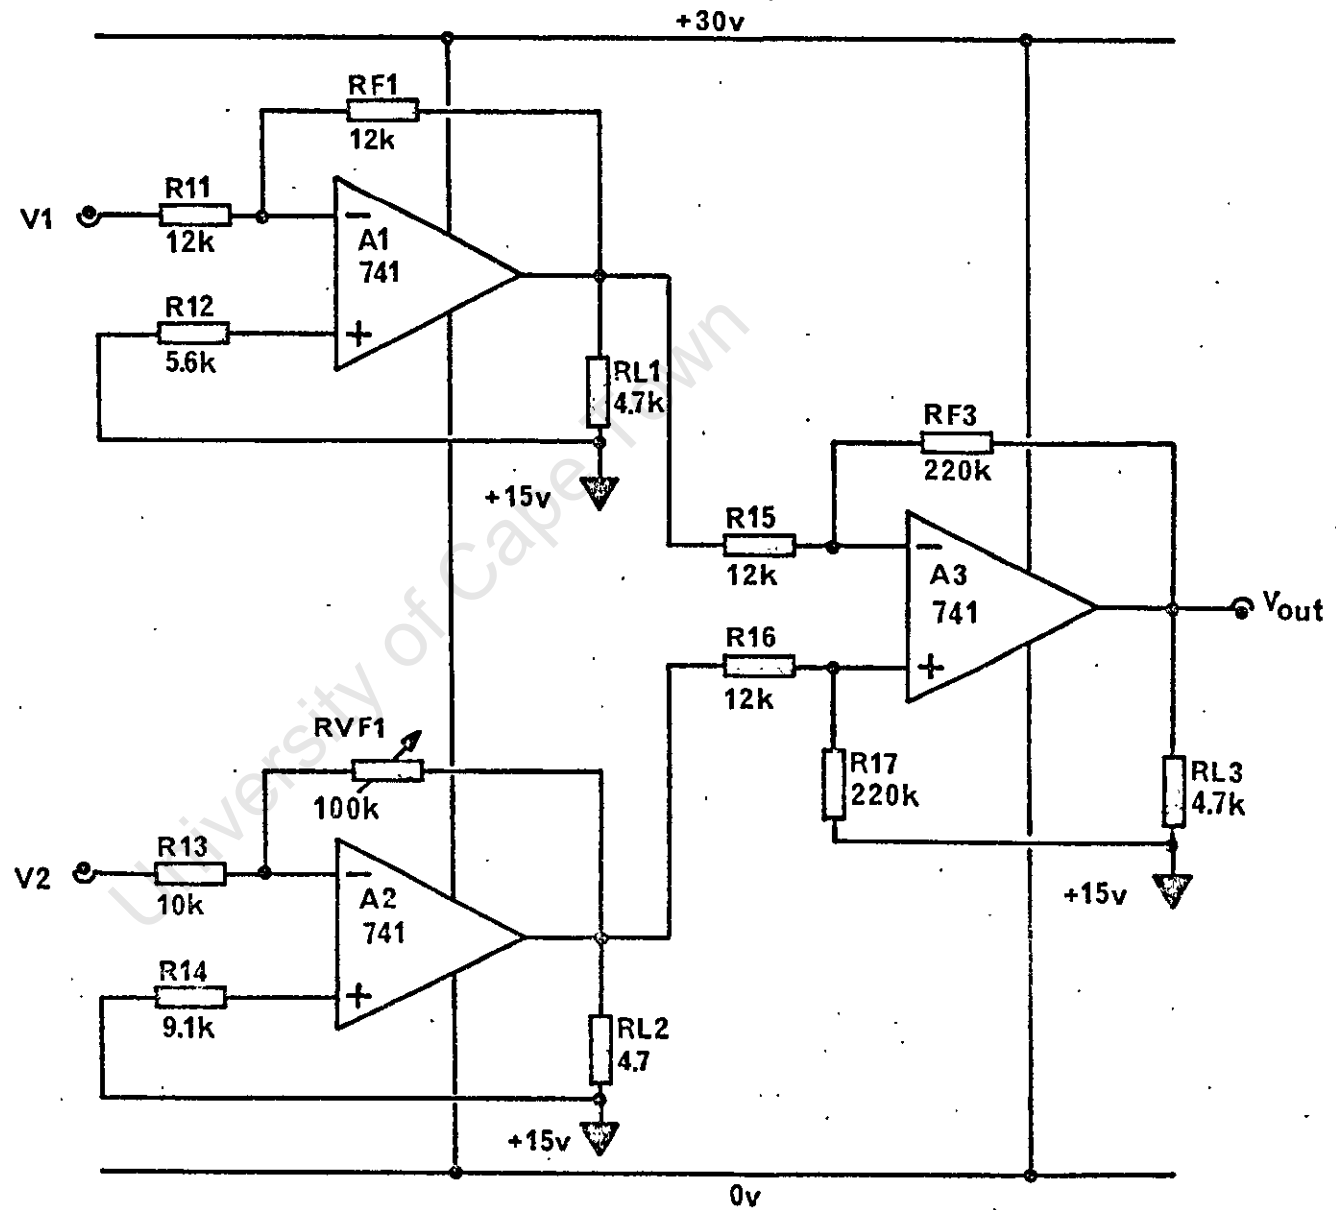 +30v
RF1
12k
R11
V1
12k
A1
741
R12
5.6k
RL1
4.7k
+15v
RF3
220k
R15
12k
A3
741
Vout
R16
12k
RVF1
100k
R17
220k
RL3
4.7k
+15v
R13
V2
10k
A2
741
R14
9.1k
RL2
4.7
+15v
0v
University of Cape Town